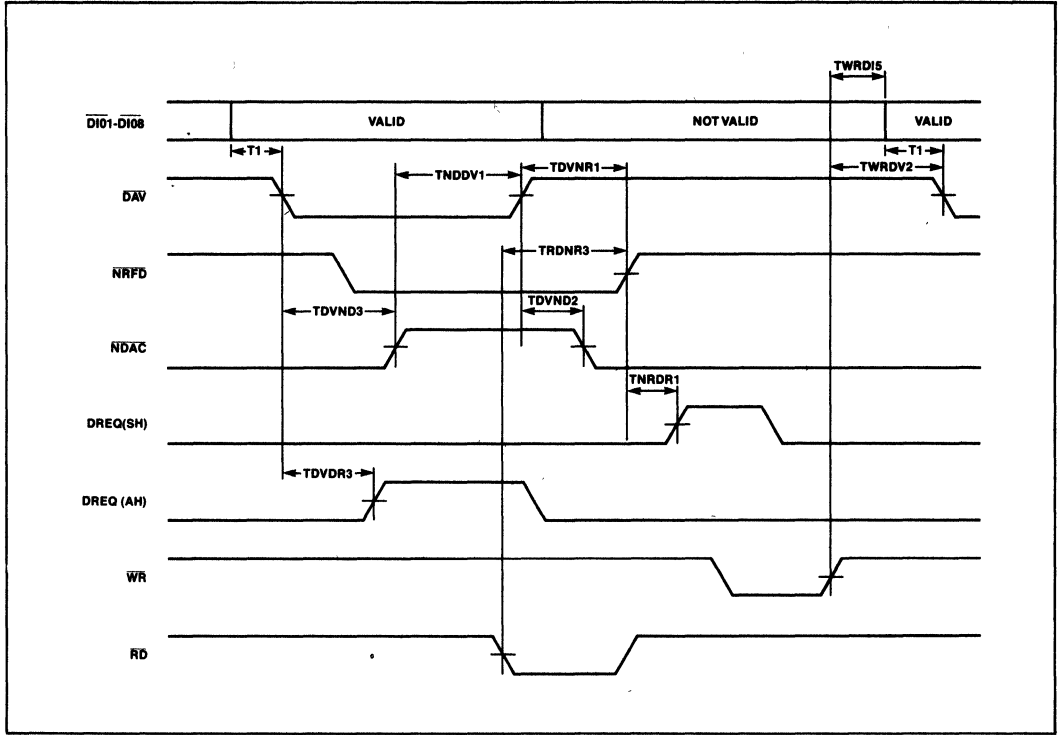 TWRDI5
DI01-DI08 VALID NOT VALID VALID
T1 T1
TNDDV1 TDVNR1 TWRDV2
DAV
TRDNR3
NRFD
TDVND3 TDVND2
NDAC
TNRDR1
DREQ(SH)
TDVDR3
DREQ (AH)
WR
RD